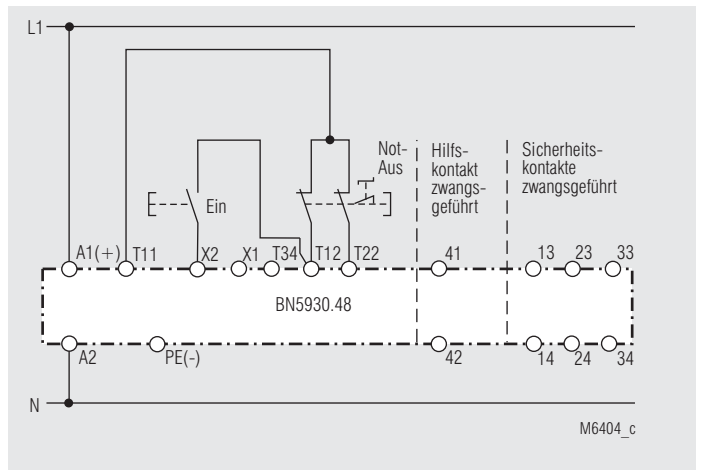 L1
Not-
Aus
Hilfs-
kontakt
zwangs-
geführt
Sicherheits-
kontakte
zwangsgeführt
Ein
A1(+) T11 X2 X1 T34 T12 T22 41 13 23 33
BN5930.48
A2 PE(-) 42 14 24 34
N
M6404_c